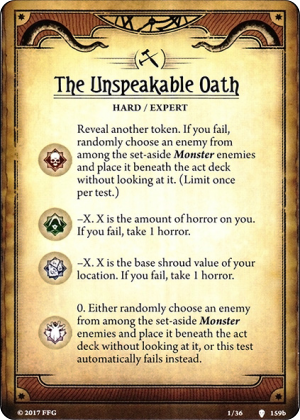 The Unspeakable Oath
HARD / EXPERT
Reveal another token. If you fail,
randomly choose an enemy from
among the set-aside Monster enemies
and place it beneath the act deck
without looking at it. (Limit once
per test.)
–X. X is the amount of horror on you.
If you fail, take 1 horror.
–X. X is the base shroud value of your
location. If you fail, take 1 horror.
0. Either randomly choose an enemy
from among the set-aside Monster
enemies and place it beneath the act
deck without looking at it, or this test
automatically fails instead.
© 2017 FFG
1/36
159b